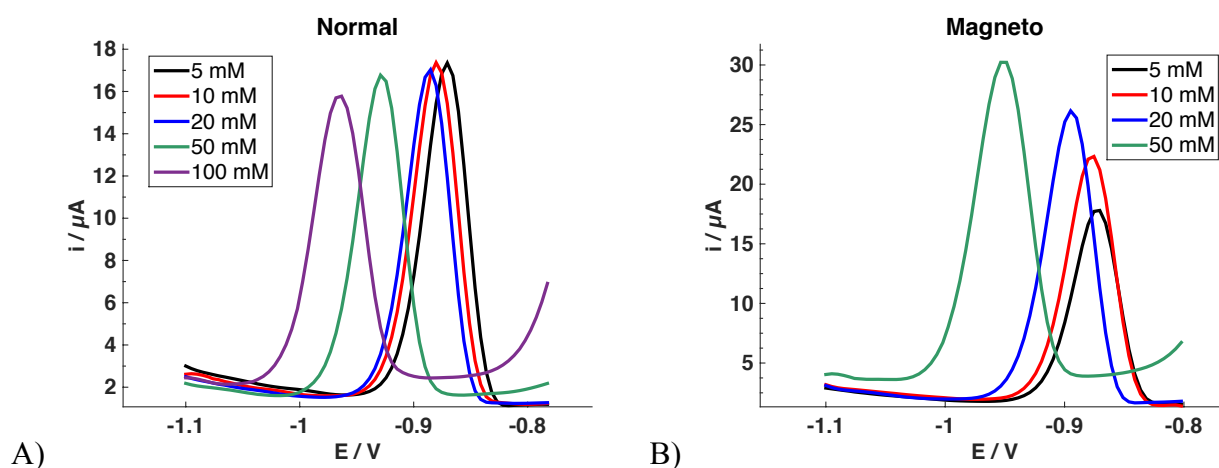 Normal
18
16
14
12
10
8
6
4
2
i / μA
5 mM
10 mM
20 mM
50 mM
100 mM
-1.1
-1
-0.9
-0.8
E / V
A)
Magneto
30
25
20
15
10
5
i / μA
5 mM
10 mM
20 mM
50 mM
-1.1
-1
-0.9
-0.8
E / V
B)